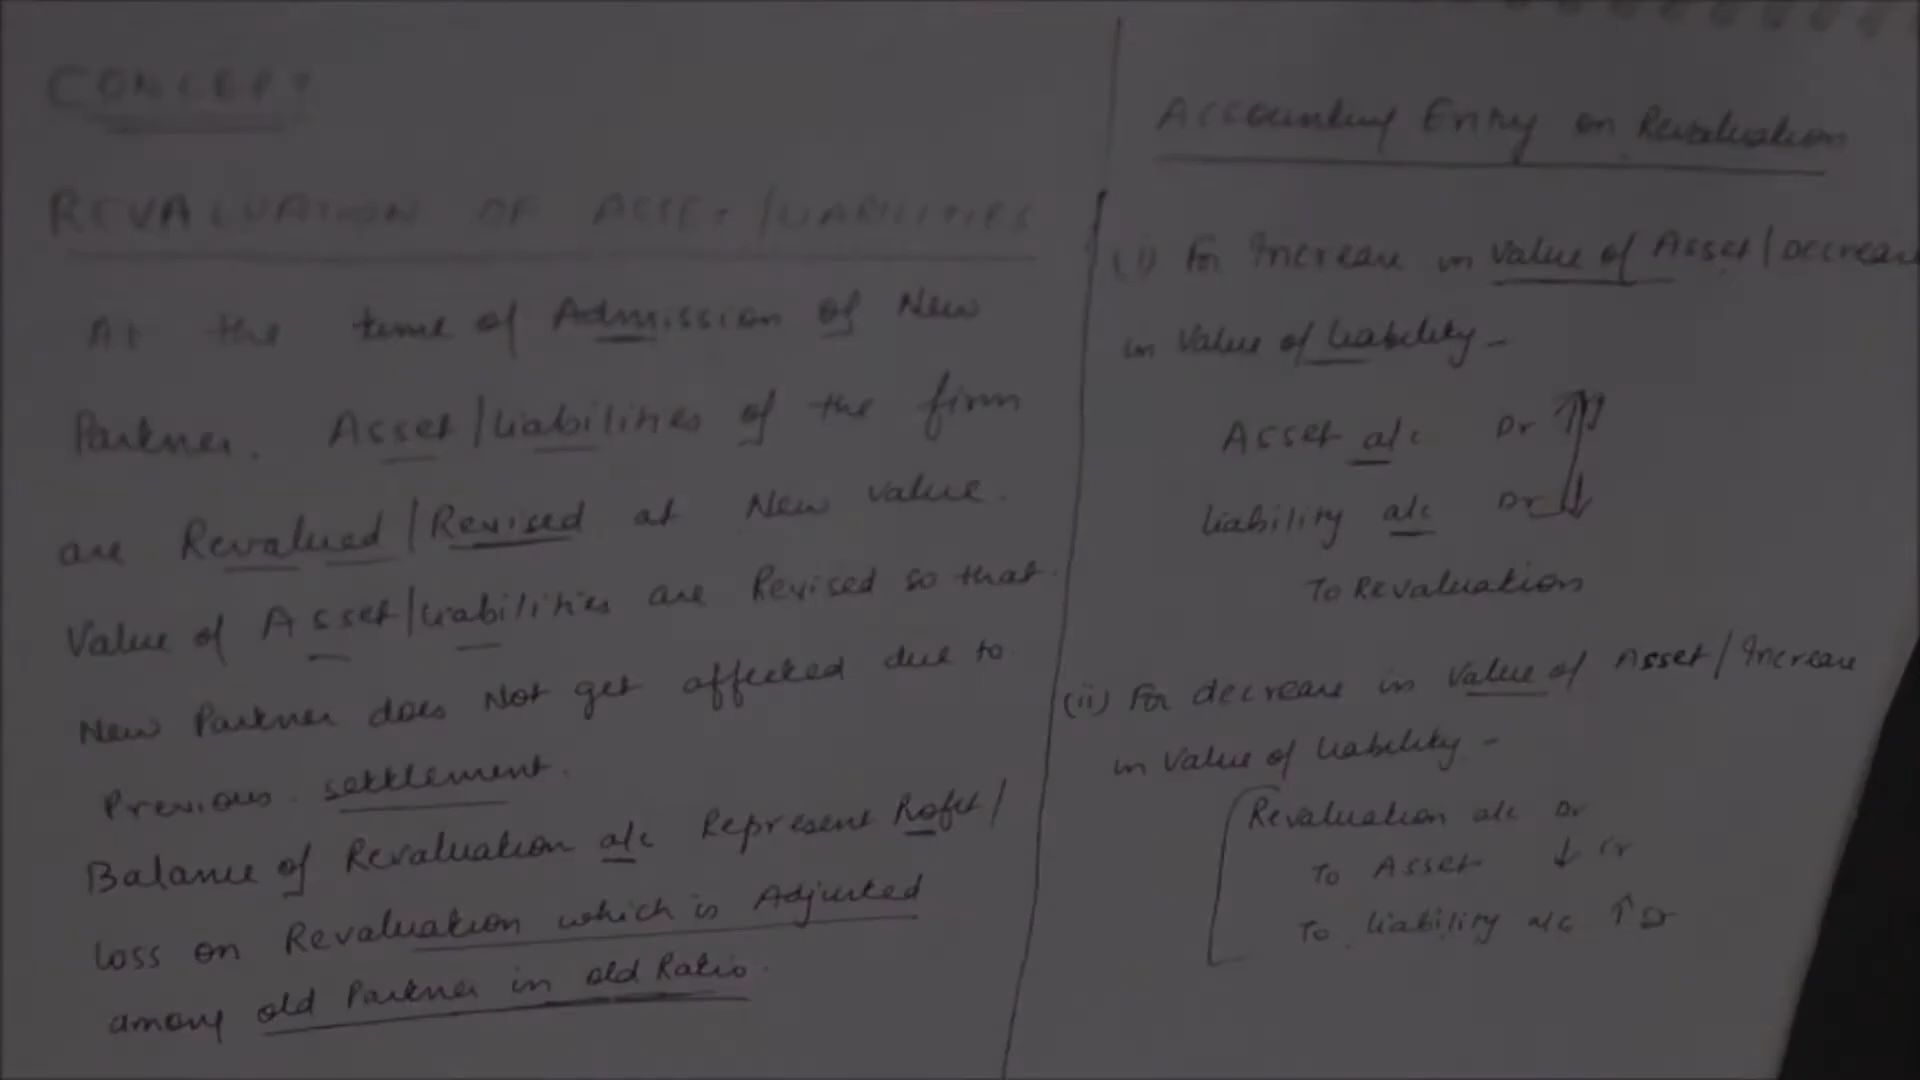 CONCEPT
REVALUATION OF ASSET/LIABILITIES
At the time of Admission of New
Partner. Asset/liabilities of the firm
are Revalued/Revised at New value.
Value of Asset/liabilities are Revised so that
New Partner does Not get affected due to
Previous settlement.
Balance of Revaluation a/c Represent Profit/
loss on Revaluation which is Adjusted
among old Partner in old Ratio.
Accounting Entry on Revaluation
(i) For Increase in Value of Asset/Decrease
in Value of liability -
Asset a/c Dr ↑
liability a/c Dr ↓
To Revaluation
(ii) For decrease in Value of Asset/Increase
in Value of liability -
Revaluation a/c Dr
To Asset ↓ Cr
To liability a/c ↑